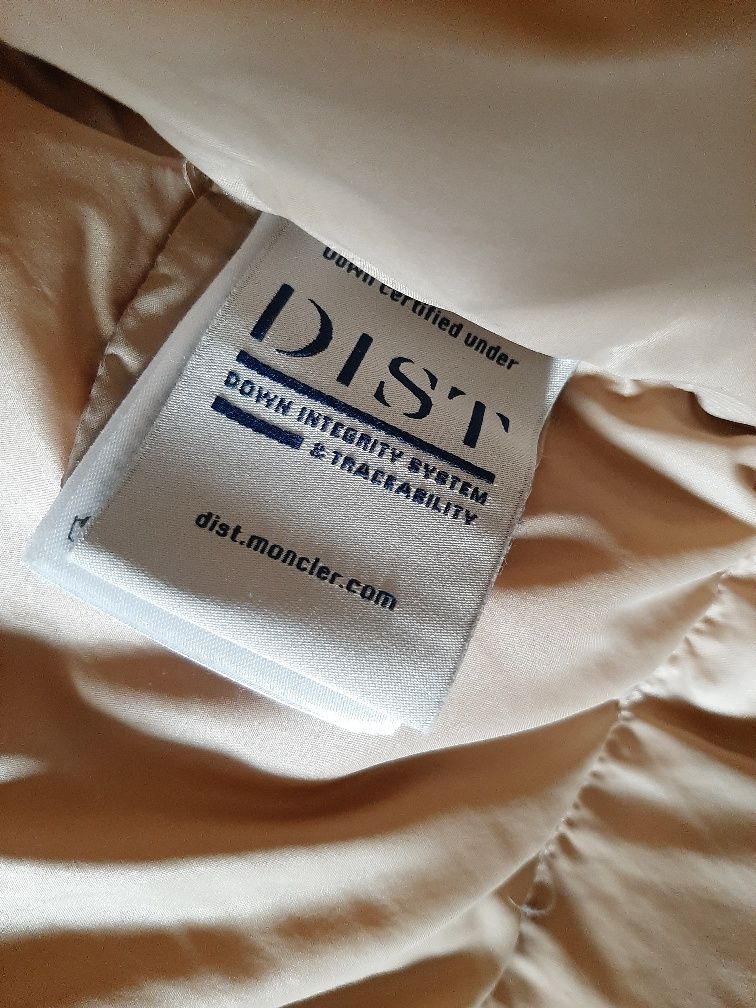 Down certified under
DIST
DOWN INTEGRITY SYSTEM
& TRACEABILITY
dist.moncler.com